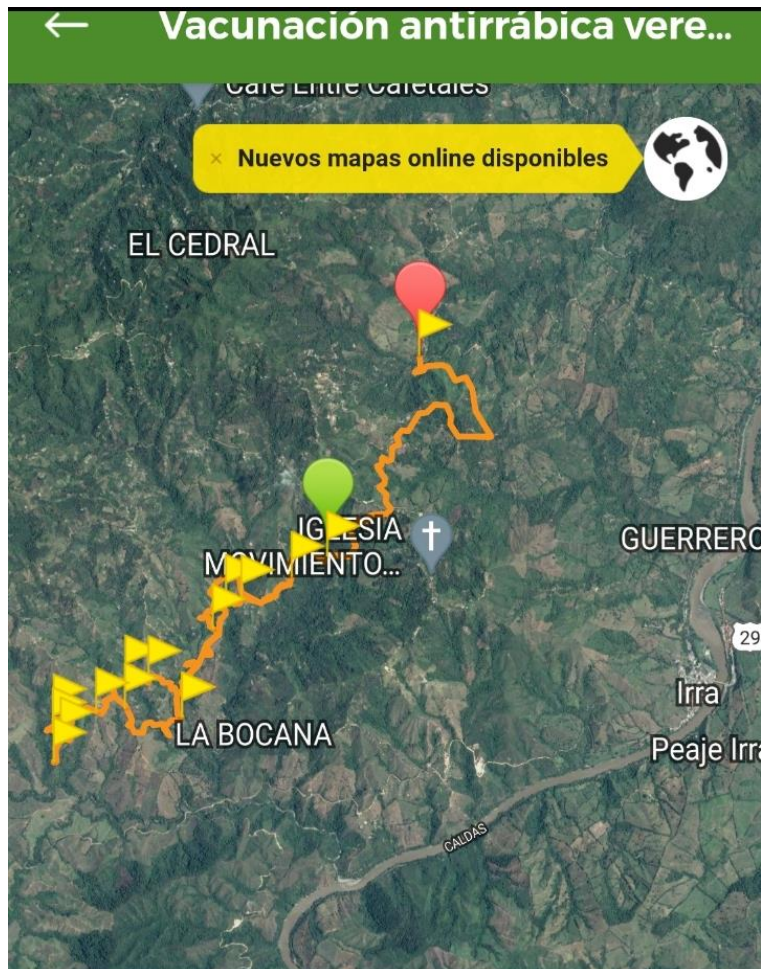 Vacunación antirrábica vere...
Café Entre Cafetales
× Nuevos mapas online disponibles
EL CEDRAL
IGLESIA
MOVIMIENTO...
GUERRERO
29
LA BOCANA
Irra
Peaje Irra
CALDAS